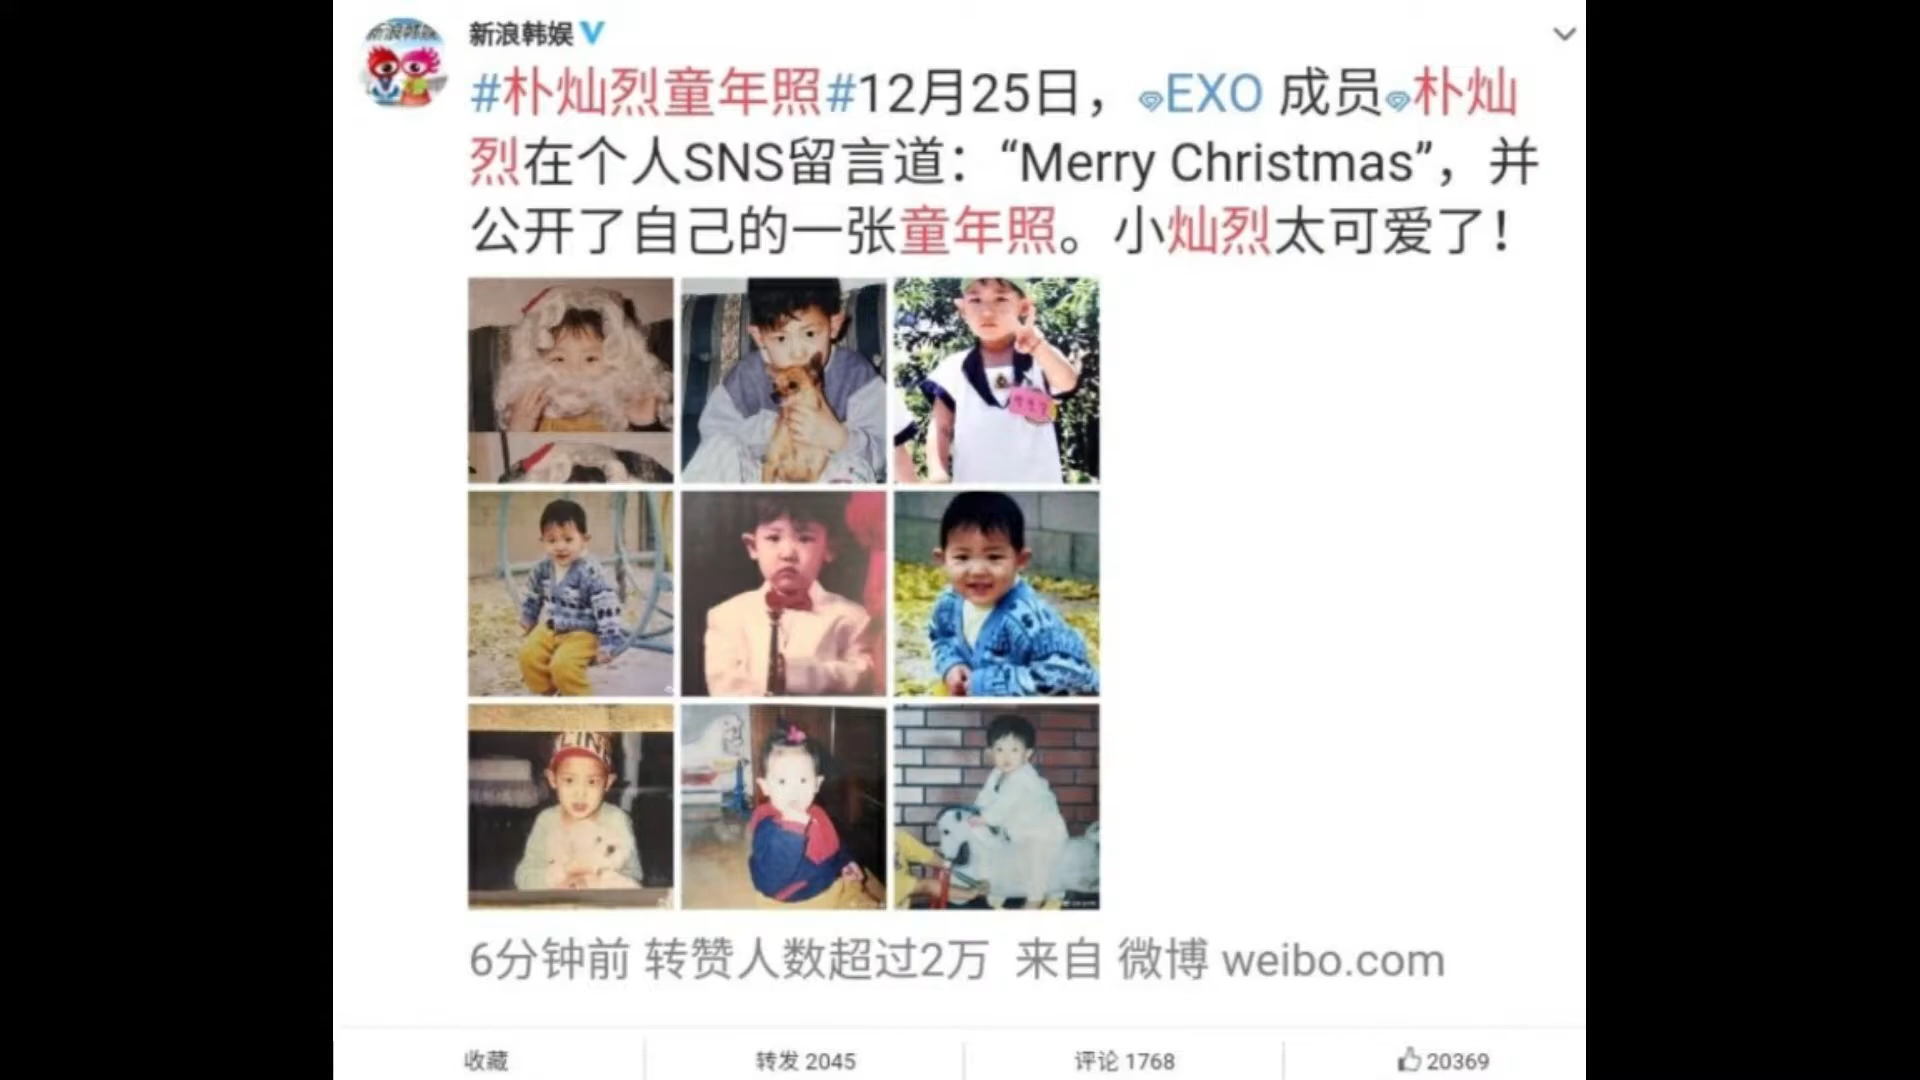 新浪韩娱
#朴灿烈童年照#12月25日，EXO 成员朴灿
烈在个人SNS留言道：“Merry Christmas”，并
公开了自己的一张童年照。小灿烈太可爱了！
6分钟前 转赞人数超过2万 来自 微博 weibo.com
收藏
转发 2045
评论 1768
20369